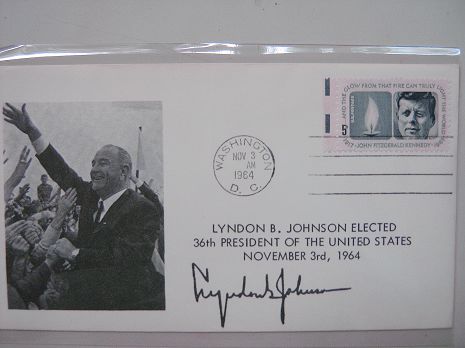 AND THE GLOW FROM THAT FIRE CAN TRULY LIGHT THE WORLD
5¢
1917 · JOHN FITZGERALD KENNEDY ·
WASHINGTON
NOV 3
AM
1964
D. C.
LYNDON B. JOHNSON ELECTED
36th PRESIDENT OF THE UNITED STATES
NOVEMBER 3rd, 1964
Lyndon B. Johnson